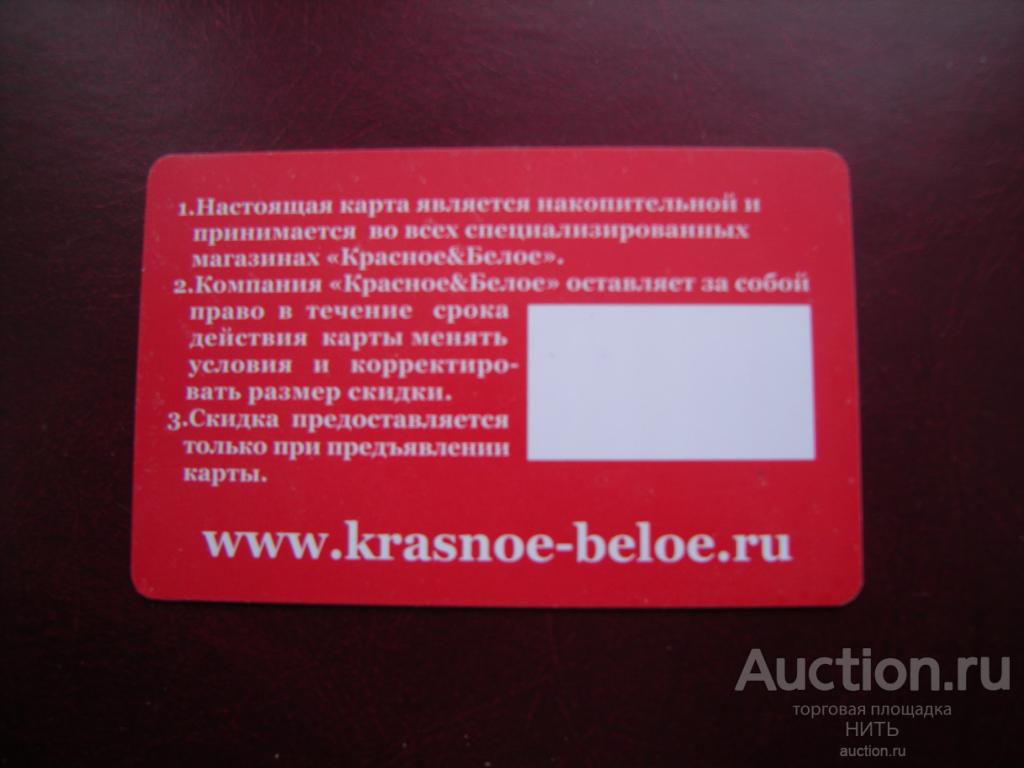 1.Настоящая карта является накопительной и
принимается во всех специализированных
магазинах «Красное&Белое».
2.Компания «Красное&Белое» оставляет за собой
право в течение срока
действия карты менять
условия и корректиро-
вать размер скидки.
3.Скидка предоставляется
только при предъявлении
карты.
www.krasnoe-beloe.ru
Auction.ru
торговая площадка
НИТЬ
auction.ru